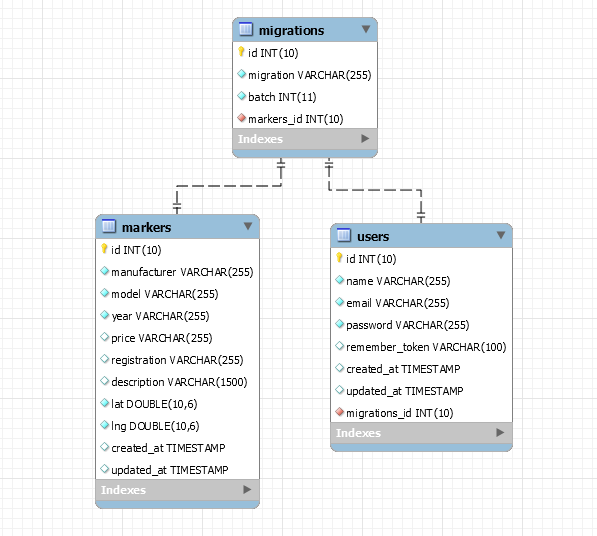 migrations
id INT(10)
migration VARCHAR(255)
batch INT(11)
markers_id INT(10)
Indexes
markers
id INT(10)
manufacturer VARCHAR(255)
model VARCHAR(255)
year VARCHAR(255)
price VARCHAR(255)
registration VARCHAR(255)
description VARCHAR(1500)
lat DOUBLE(10,6)
lng DOUBLE(10,6)
created_at TIMESTAMP
updated_at TIMESTAMP
Indexes
users
id INT(10)
name VARCHAR(255)
email VARCHAR(255)
password VARCHAR(255)
remember_token VARCHAR(100)
created_at TIMESTAMP
updated_at TIMESTAMP
migrations_id INT(10)
Indexes